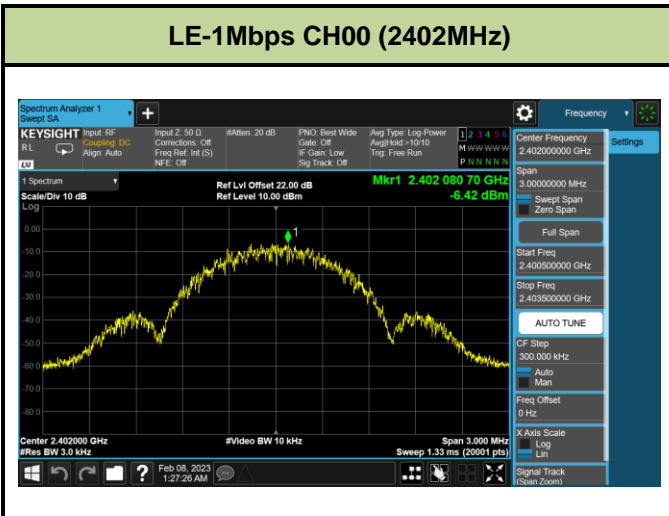 LE-1Mbps CH00 (2402MHz)
Spectrum Analyzer 1
Swept SA
Frequency
KEYSIGHT
RL
Input: RF
Coupling: DC
Align: Auto
Input Z: 50 Ω
Corrections: Off
Freq Ref: Int (S)
NFE: Off
#Atten: 20 dB
PNO: Best Wide
Gate: Off
IF Gain: Low
Sig Track: Off
Avg Type: Log-Power
Avg|Hold:>10/10
Trig: Free Run
1 2 3 4 5 6
M W W W W W
P N N N N N
LXI
1 Spectrum
Scale/Div 10 dB
Ref Lvl Offset 22.00 dB
Ref Level 10.00 dBm
Mkr1 2.402 080 70 GHz
-6.42 dBm
Log
1
0.00
-10.0
-20.0
-30.0
-40.0
-50.0
-60.0
-70.0
-80.0
Center 2.402000 GHz
#Res BW 3.0 kHz
#Video BW 10 kHz
Span 3.000 MHz
Sweep 1.33 ms (20001 pts)
Feb 08, 2023
1:27:26 AM
Center Frequency
2.402000000 GHz
Settings
Span
3.00000000 MHz
Swept Span
Zero Span
Full Span
Start Freq
2.400500000 GHz
Stop Freq
2.403500000 GHz
AUTO TUNE
CF Step
300.000 kHz
Auto
Man
Freq Offset
0 Hz
X Axis Scale
Log
Lin
Signal Track
(Span Zoom)